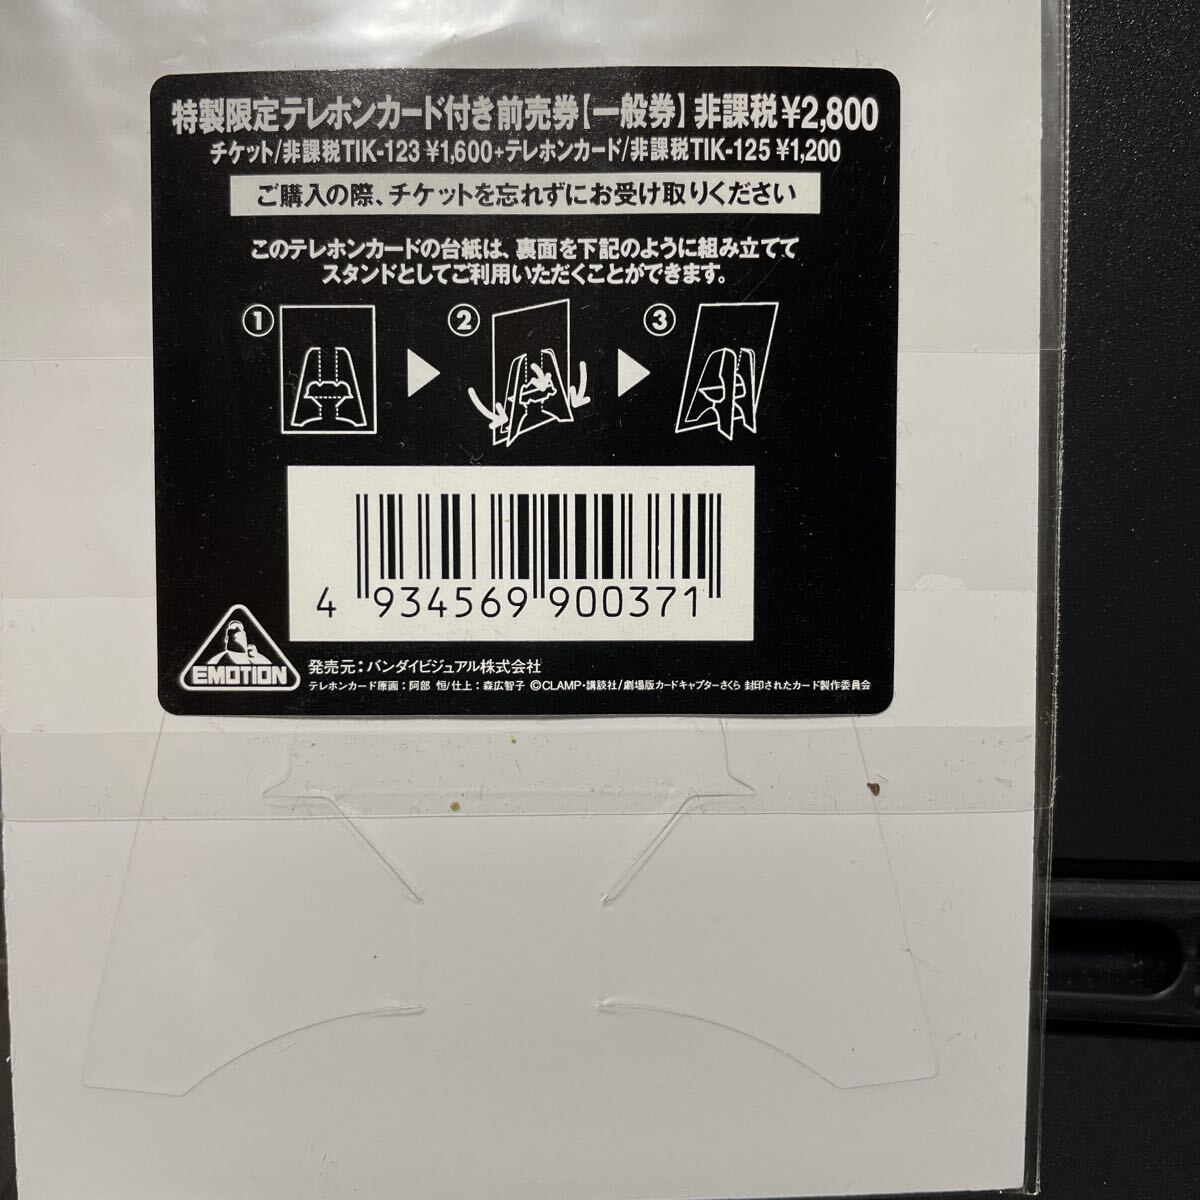 特製限定テレホンカード付き前売券【一般券】非課税¥2,800
チケット/非課税TIK-123 ¥1,600+テレホンカード/非課税TIK-125 ¥1,200
ご購入の際、チケットを忘れずにお受け取りください
このテレホンカードの台紙は、裏面を下記のように組み立てて
スタンドとしてご利用いただくことができます。
① ② ③
4 934569 900371
EMOTION
発売元：バンダイビジュアル株式会社
テレホンカード原画：阿部 恒/仕上：森広智子 ©CLAMP・講談社/劇場版カードキャプターさくら 封印されたカード製作委員会